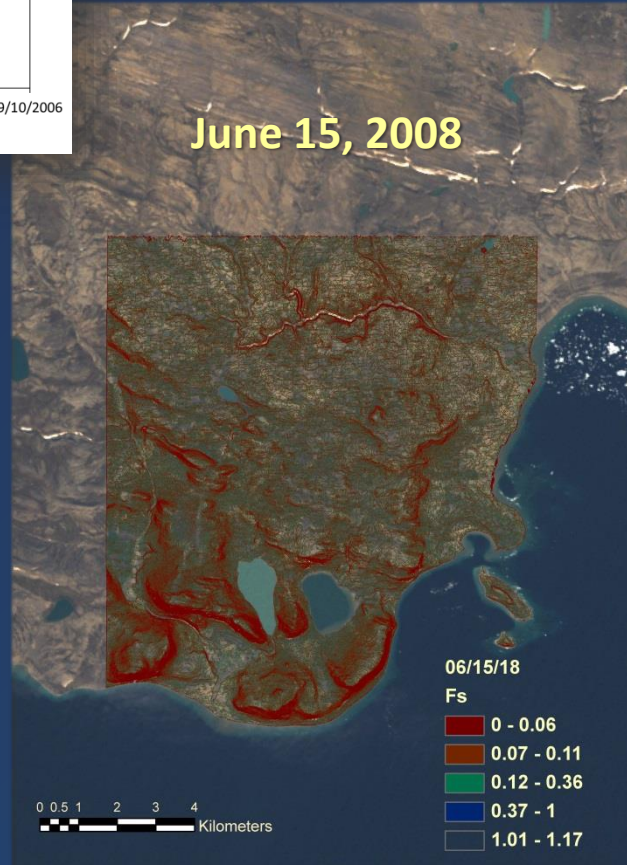 9/10/2006
June 15, 2008
06/15/18
Fs
0 - 0.06
0.07 - 0.11
0.12 - 0.36
0.37 - 1
1.01 - 1.17
0 0.5 1 2 3 4
Kilometers